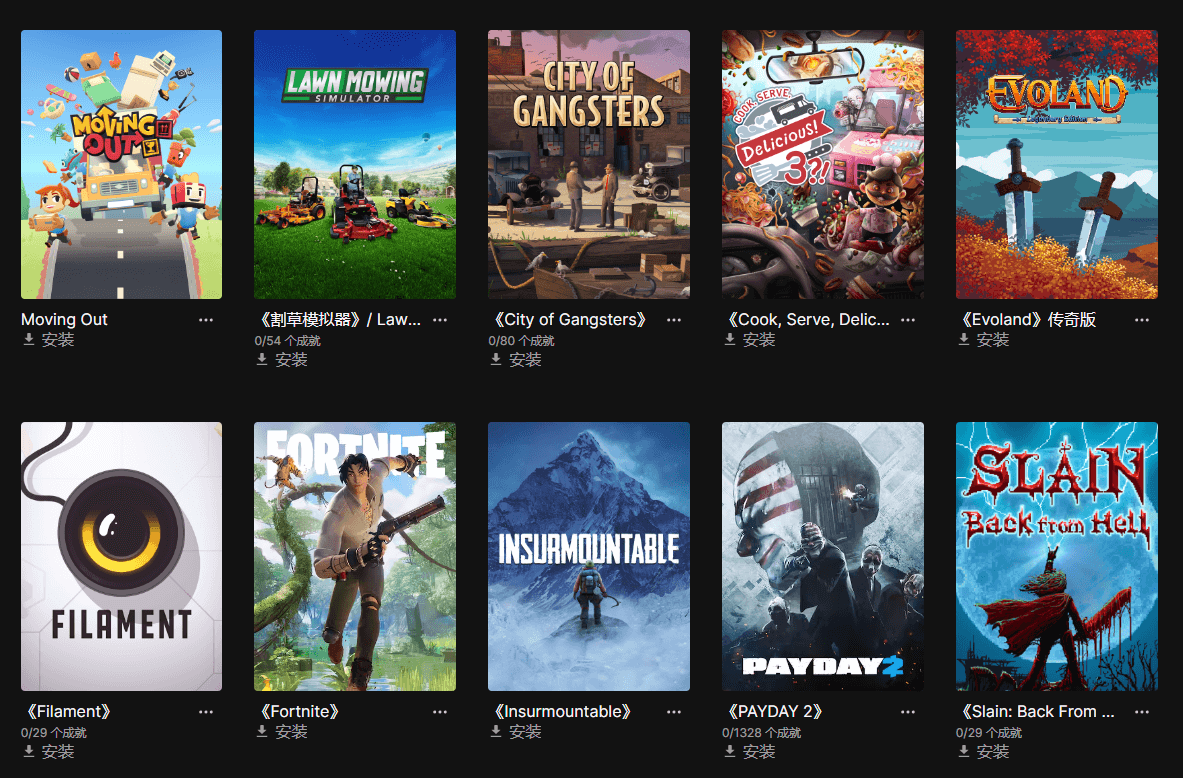 MOVING
OUT
LAWN MOWING
SIMULATOR
CITY OF
GANGSTERS
COOK, SERVE,
Delicious!
3?!
EVOLAND
Legendary Edition
Moving Out
安装
《割草模拟器》/ Law...
0/54 个成就
安装
《City of Gangsters》
0/80 个成就
安装
《Cook, Serve, Delic...
安装
《Evoland》传奇版
安装
FILAMENT
FORTNITE
INSURMOUNTABLE
PAYDAY 2
SLAIN
Back from Hell
《Filament》
0/29 个成就
安装
《Fortnite》
安装
《Insurmountable》
安装
《PAYDAY 2》
0/1328 个成就
安装
《Slain: Back From ...
0/29 个成就
安装